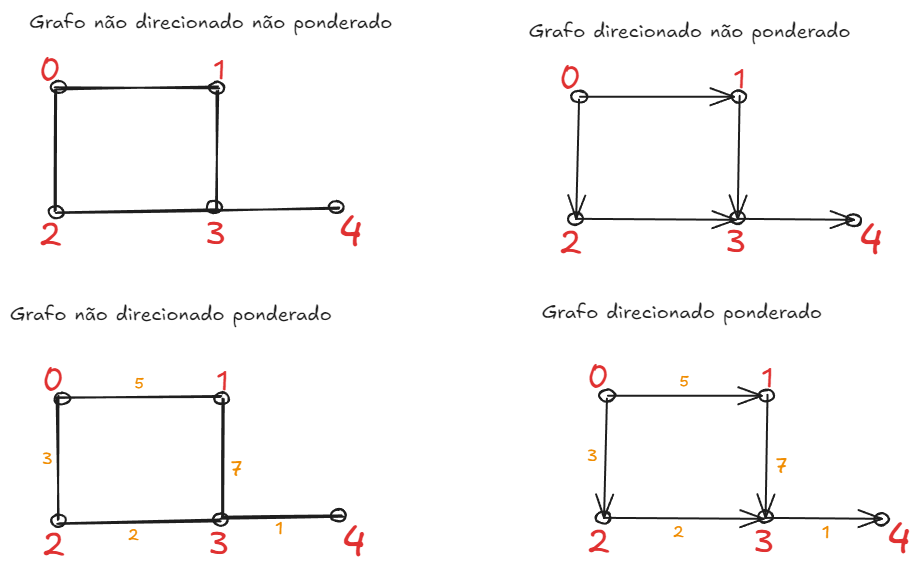 Grafo não direcionado não ponderado
0 1
2 3 4
Grafo direcionado não ponderado
0 1
2 3 4
Grafo não direcionado ponderado
0 5 1
3 7
2 2 3 1 4
Grafo direcionado ponderado
0 5 1
3 7
2 2 3 1 4